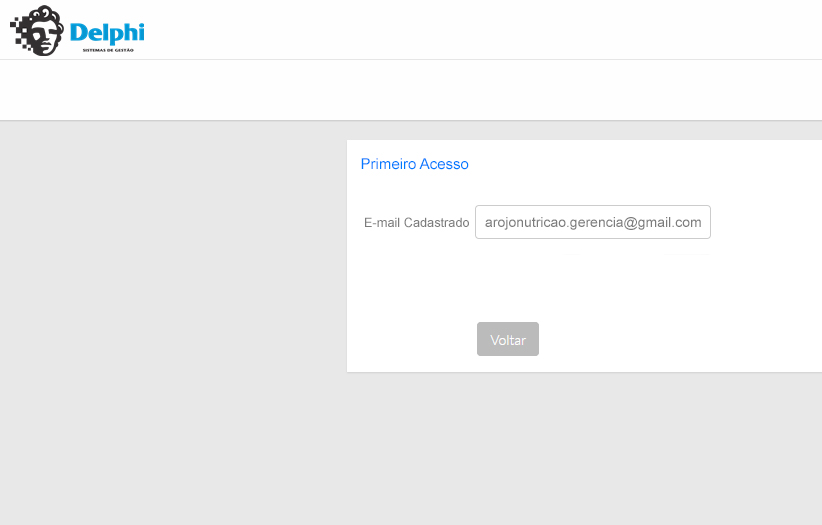 Delphi
SISTEMAS DE GESTÃO
Primeiro Acesso
E-mail Cadastrado arojonutricao.gerencia@gmail.com
Voltar